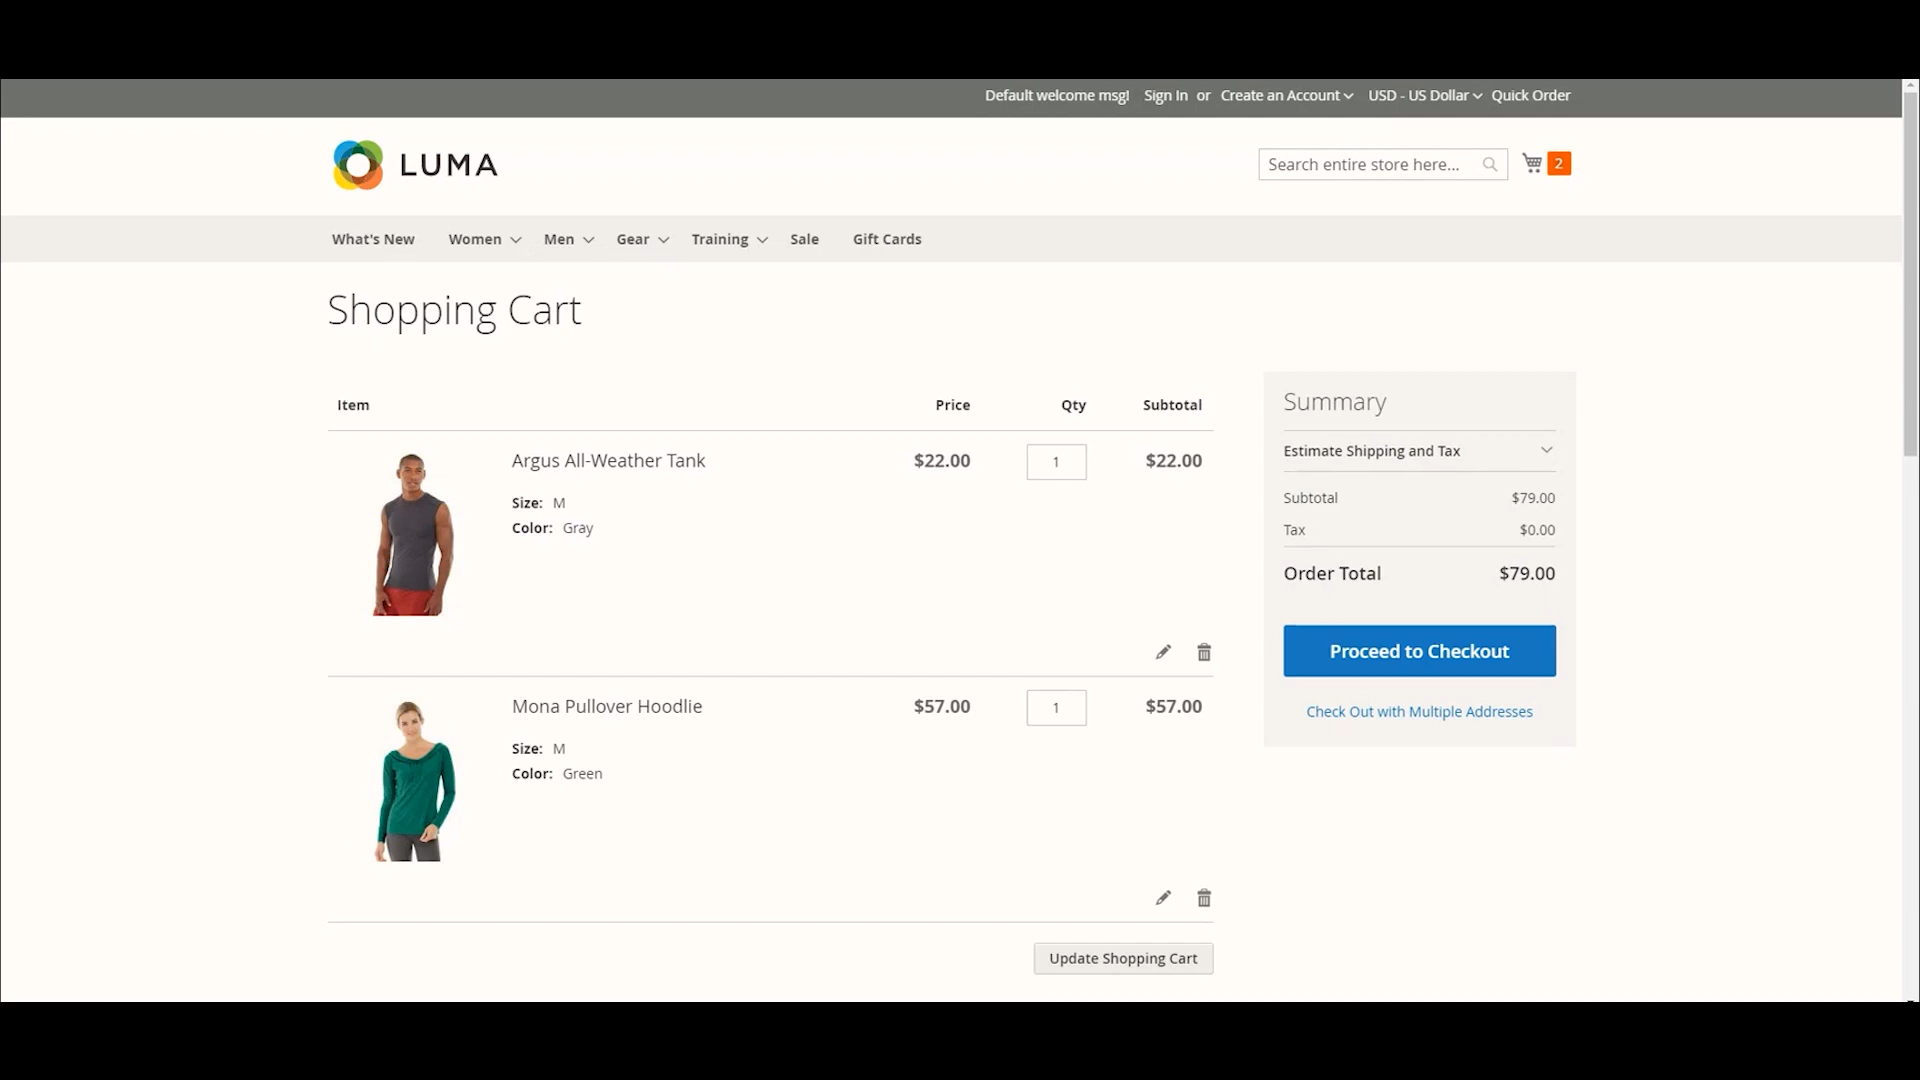 Default welcome msg! Sign In or Create an Account USD - US Dollar Quick Order
LUMA
Search entire store here...
2
What's New Women Men Gear Training Sale Gift Cards
Shopping Cart
Item Price Qty Subtotal
Argus All-Weather Tank $22.00 1 $22.00
Size: M
Color: Gray
Mona Pullover Hoodlie $57.00 1 $57.00
Size: M
Color: Green
Update Shopping Cart
Summary
Estimate Shipping and Tax
Subtotal $79.00
Tax $0.00
Order Total $79.00
Proceed to Checkout
Check Out with Multiple Addresses